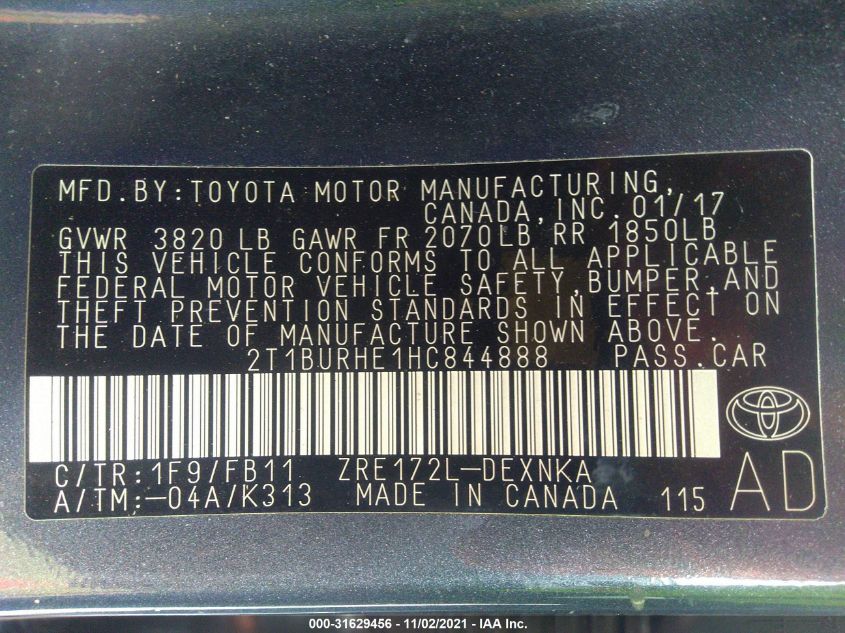 MFD.BY:TOYOTA MOTOR MANUFACTURING,
CANADA,INC.01/17
GVWR 3820LB GAWR FR 2070LB RR 1850LB
THIS VEHICLE CONFORMS TO ALL APPLICABLE
FEDERAL MOTOR VEHICLE SAFETY,BUMPER,AND
THEFT PREVENTION STANDARDS IN EFFECT ON
THE DATE OF MANUFACTURE SHOWN ABOVE.
2T1BURHE1HC844888 PASS.CAR
C/TR:1F9/FB11 ZRE172L-DEXNKA
A/TM:-04A/K313 MADE IN CANADA 115 AD
000-31629456 - 11/02/2021 - IAA Inc.